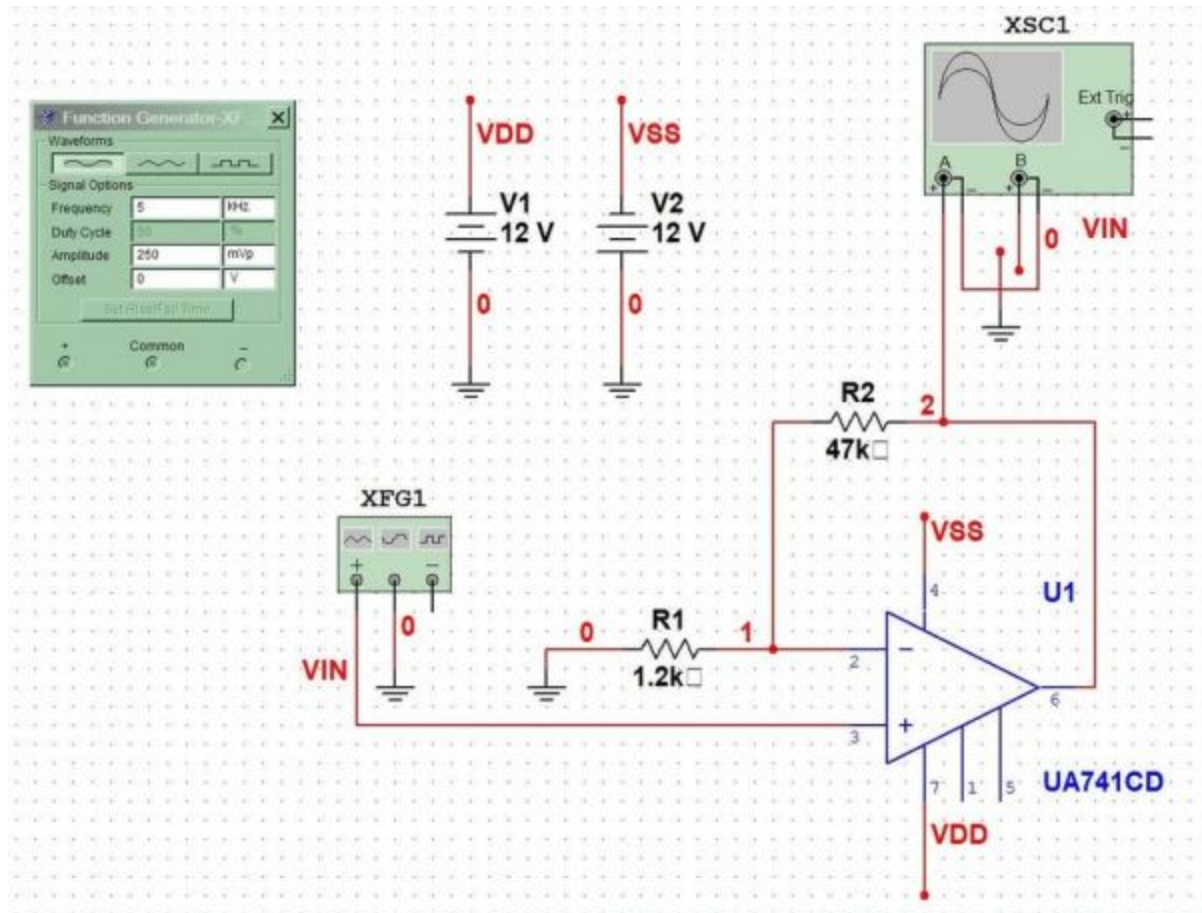 XSC1
Ext Trig
+
−
A
B
+
−
+
−
VIN
0
Function Generator-XF
Waveforms
Signal Options
Frequency 5 kHz
Duty Cycle 50 %
Amplitude 250 mVp
Offset 0 V
Set Rise/Fall Time
+
Common
−
VDD
VSS
V1
12 V
V2
12 V
0
0
R2
2
47k□
XFG1
+
−
0
VIN
VSS
4
U1
0
R1
1
1.2k□
2
−
6
3
+
7
1
5
UA741CD
VDD